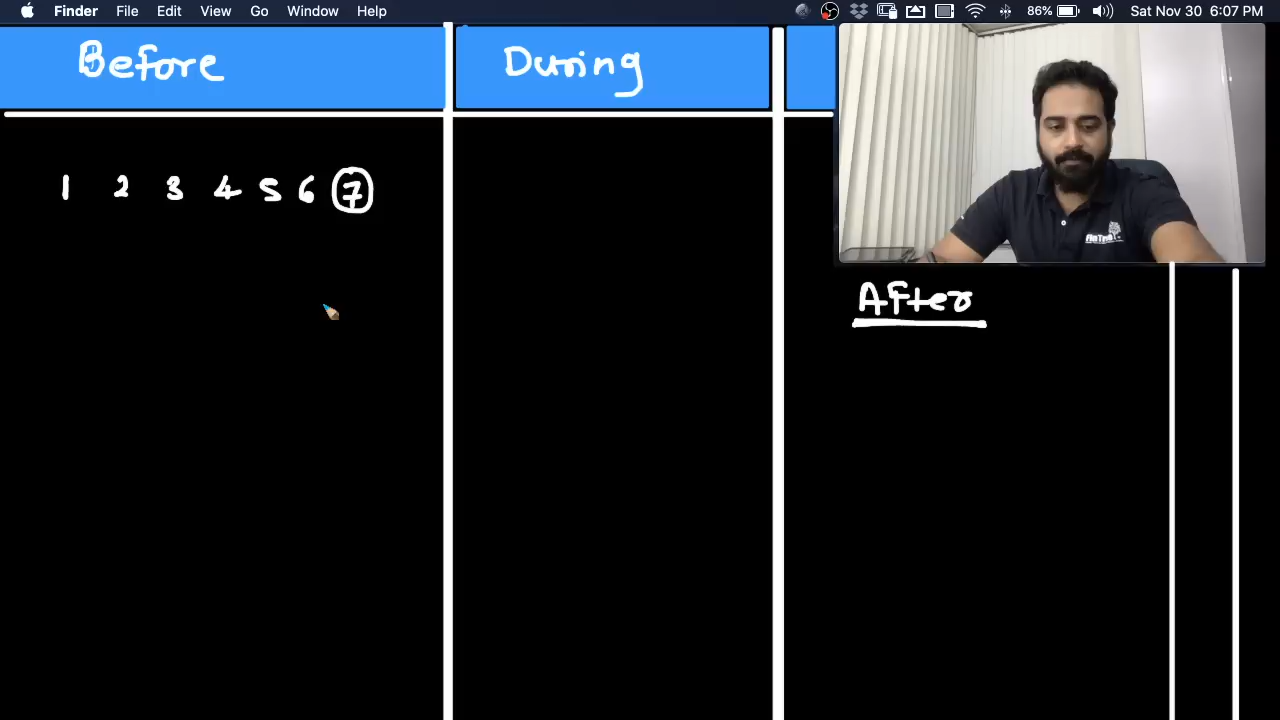 Finder File Edit View Go Window Help 86% Sat Nov 30 6:07 PM
Before During
1 2 3 4 5 6 7
After